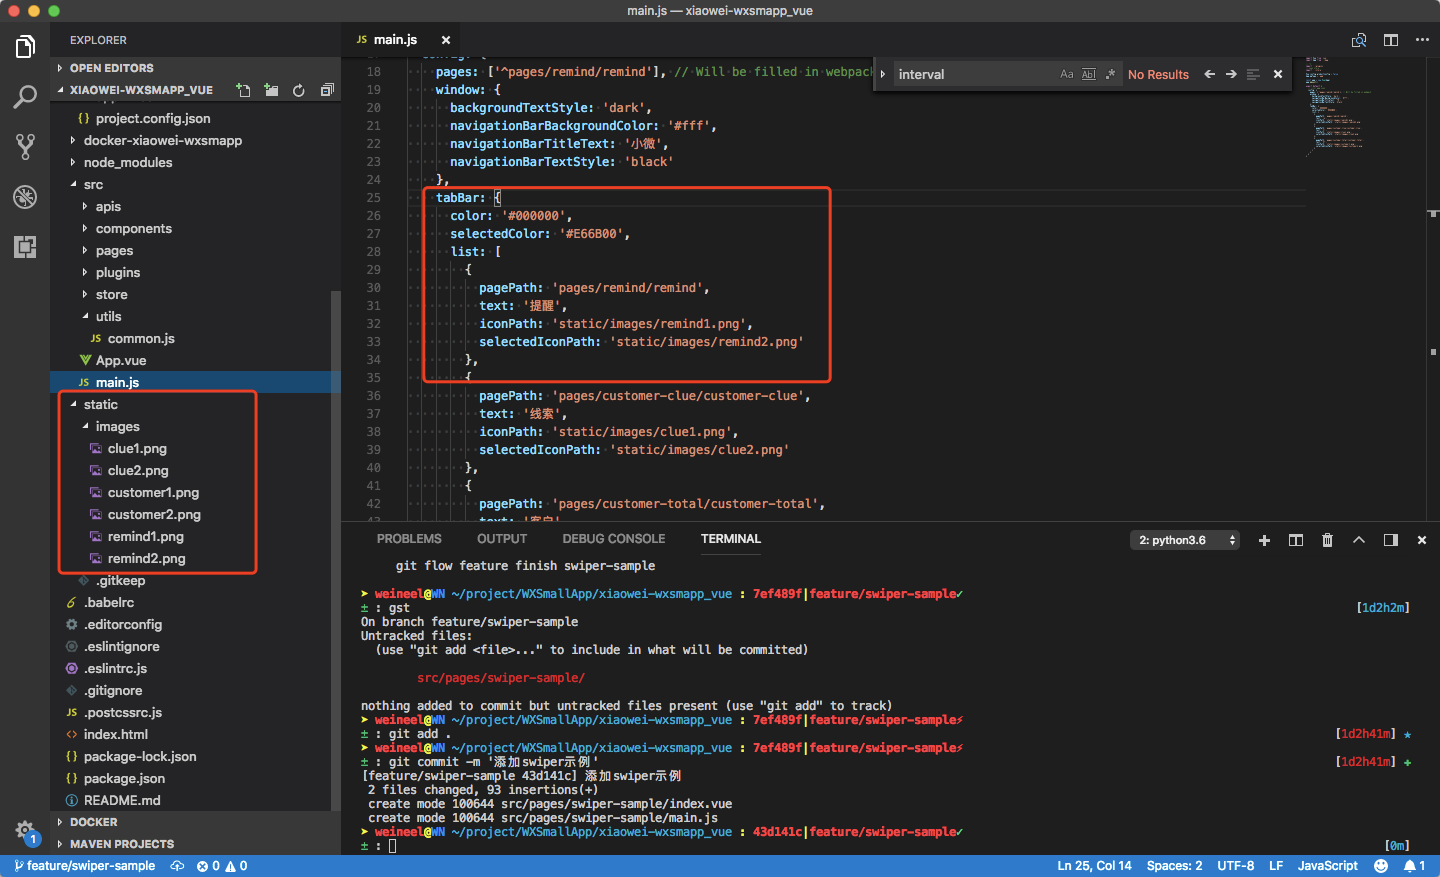 main.js — xiaowei-wxsmapp_vue
EXPLORER
OPEN EDITORS
XIAOWEI-WXSMAPP_VUE
project.config.json
docker-xiaowei-wxsmapp
node_modules
src
apis
components
pages
plugins
store
utils
common.js
App.vue
main.js
static
images
clue1.png
clue2.png
customer1.png
customer2.png
remind1.png
remind2.png
.gitkeep
.babelrc
.editorconfig
.eslintignore
.eslintrc.js
.gitignore
.postcssrc.js
index.html
package-lock.json
package.json
README.md
DOCKER
MAVEN PROJECTS
JS main.js
interval
No Results
18 pages: ['^pages/remind/remind'], // Will be filled in webpack
19 window: {
20 backgroundTextStyle: 'dark',
21 navigationBarBackgroundColor: '#fff',
22 navigationBarTitleText: '小微',
23 navigationBarTextStyle: 'black'
24 },
25 tabBar: {
26 color: '#000000',
27 selectedColor: '#E66B00',
28 list: [
29 {
30 pagePath: 'pages/remind/remind',
31 text: '提醒',
32 iconPath: 'static/images/remind1.png',
33 selectedIconPath: 'static/images/remind2.png'
34 },
35 {
36 pagePath: 'pages/customer-clue/customer-clue',
37 text: '线索',
38 iconPath: 'static/images/clue1.png',
39 selectedIconPath: 'static/images/clue2.png'
40 },
41 {
42 pagePath: 'pages/customer-total/customer-total',
43 text: '客户'
PROBLEMS OUTPUT DEBUG CONSOLE TERMINAL
2: python3.6
git flow feature finish swiper-sample
➤ weineel@WN ~/project/WXSmallApp/xiaowei-wxsmapp_vue : 7ef489f|feature/swiper-sample✓
± : gst [1d2h2m]
On branch feature/swiper-sample
Untracked files:
(use "git add <file>..." to include in what will be committed)
src/pages/swiper-sample/
nothing added to commit but untracked files present (use "git add" to track)
➤ weineel@WN ~/project/WXSmallApp/xiaowei-wxsmapp_vue : 7ef489f|feature/swiper-sample⚡
± : git add . [1d2h41m] ★
➤ weineel@WN ~/project/WXSmallApp/xiaowei-wxsmapp_vue : 7ef489f|feature/swiper-sample⚡
± : git commit -m '添加swiper示例' [1d2h41m] +
[feature/swiper-sample 43d141c] 添加swiper示例
2 files changed, 93 insertions(+)
create mode 100644 src/pages/swiper-sample/index.vue
create mode 100644 src/pages/swiper-sample/main.js
➤ weineel@WN ~/project/WXSmallApp/xiaowei-wxsmapp_vue : 43d141c|feature/swiper-sample✓
± : [0m]
feature/swiper-sample 0 0 Ln 25, Col 14 Spaces: 2 UTF-8 LF JavaScript 1